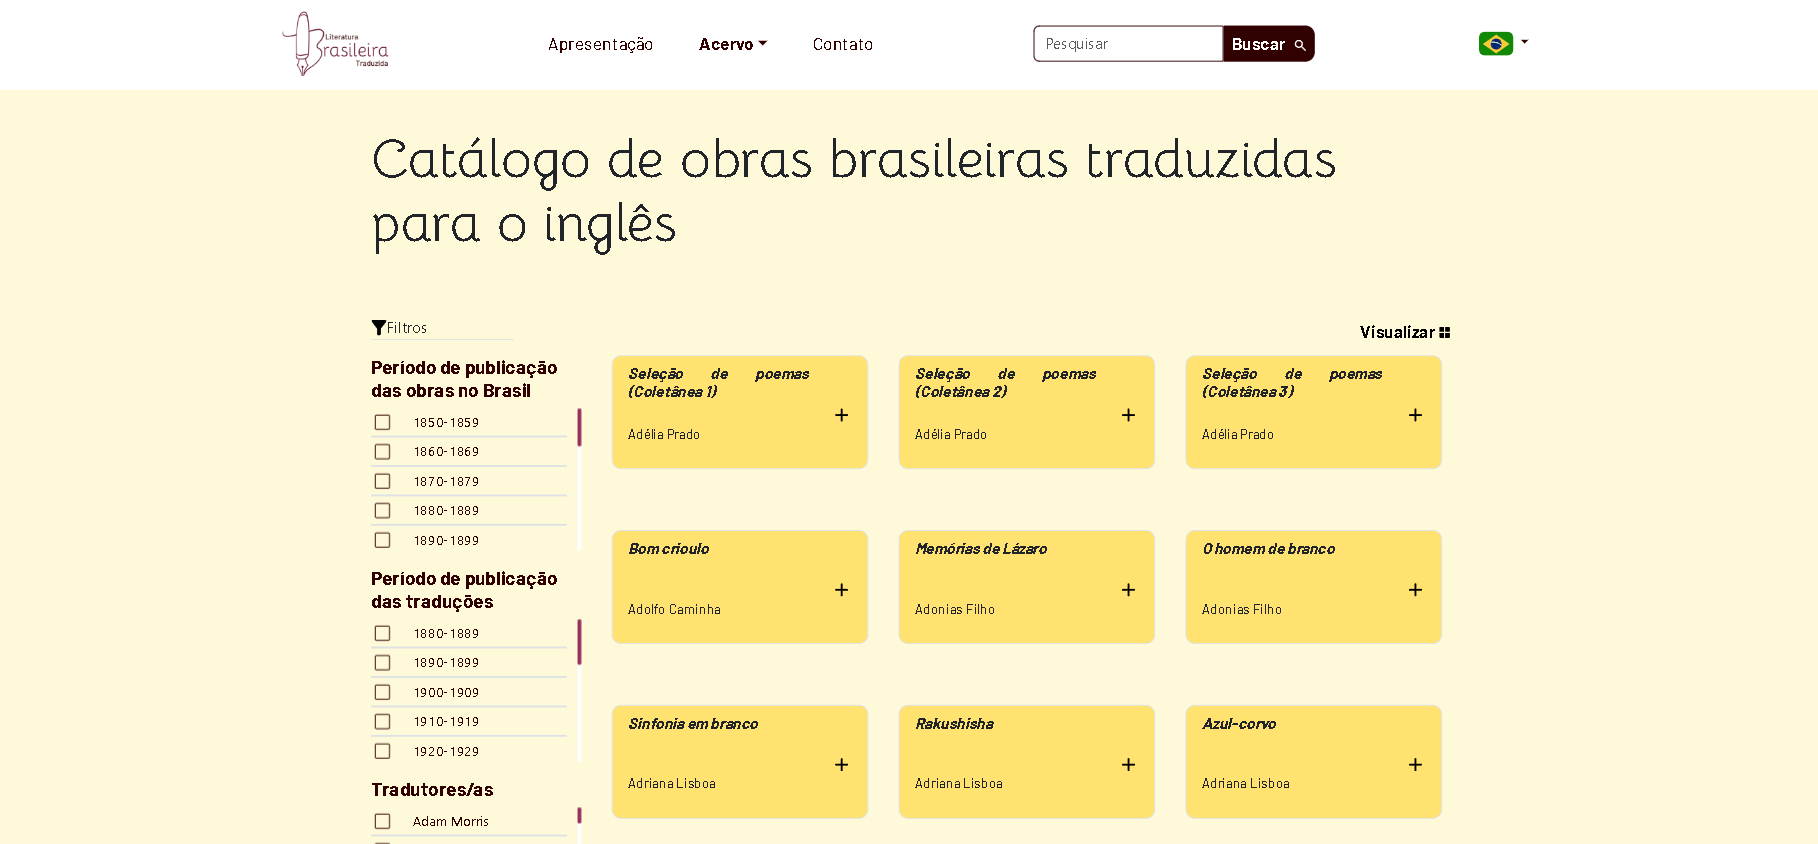 Literatura
Brasileira
Traduzida
Apresentação
Acervo
Contato
Pesquisar
Buscar
Catálogo de obras brasileiras traduzidas
para o inglês
Filtros
Visualizar
Período de publicação
das obras no Brasil
1850-1859
1860-1869
1870-1879
1880-1889
1890-1899
Período de publicação
das traduções
1880-1889
1890-1899
1900-1909
1910-1919
1920-1929
Tradutores/as
Adam Morris
Seleção de poemas
(Coletânea 1)
Adélia Prado
Seleção de poemas
(Coletânea 2)
Adélia Prado
Seleção de poemas
(Coletânea 3)
Adélia Prado
Bom crioulo
Adolfo Caminha
Memórias de Lázaro
Adonias Filho
O homem de branco
Adonias Filho
Sinfonia em branco
Adriana Lisboa
Rakushisha
Adriana Lisboa
Azul-corvo
Adriana Lisboa